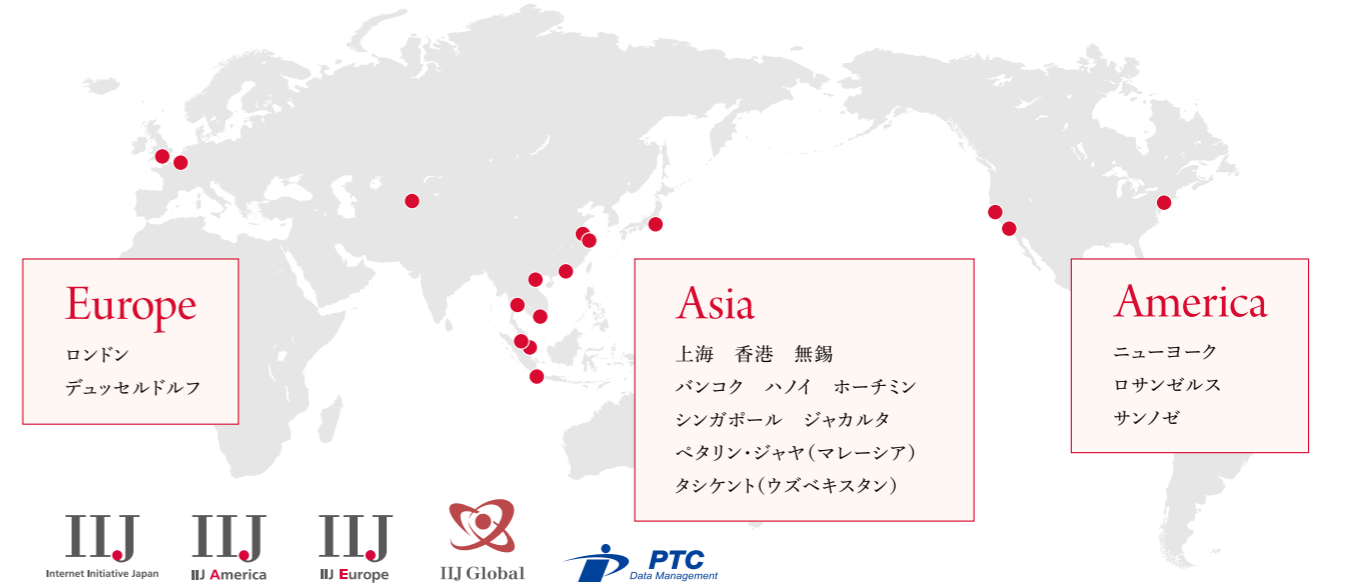 Europe
ロンドン
デュッセルドルフ
Asia
上海　香港　無錫
バンコク　ハノイ　ホーチミン
シンガポール　ジャカルタ
ペタリン・ジャヤ（マレーシア）
タシケント（ウズベキスタン）
America
ニューヨーク
ロサンゼルス
サンノゼ
IIJ
Internet Initiative Japan
IIJ
IIJ America
IIJ
IIJ Europe
IIJ Global
PTC
Data Management